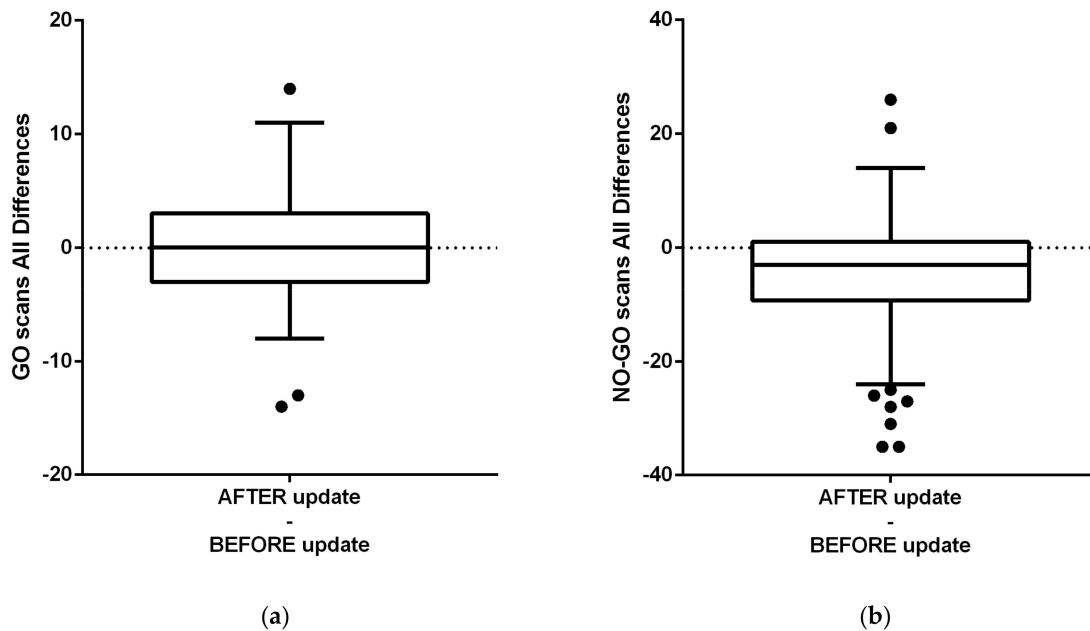 GO scans All Differences
20
10
0
-10
-20
AFTER update
-
BEFORE update
(a)
NO-GO scans All Differences
40
20
0
-20
-40
AFTER update
-
BEFORE update
(b)